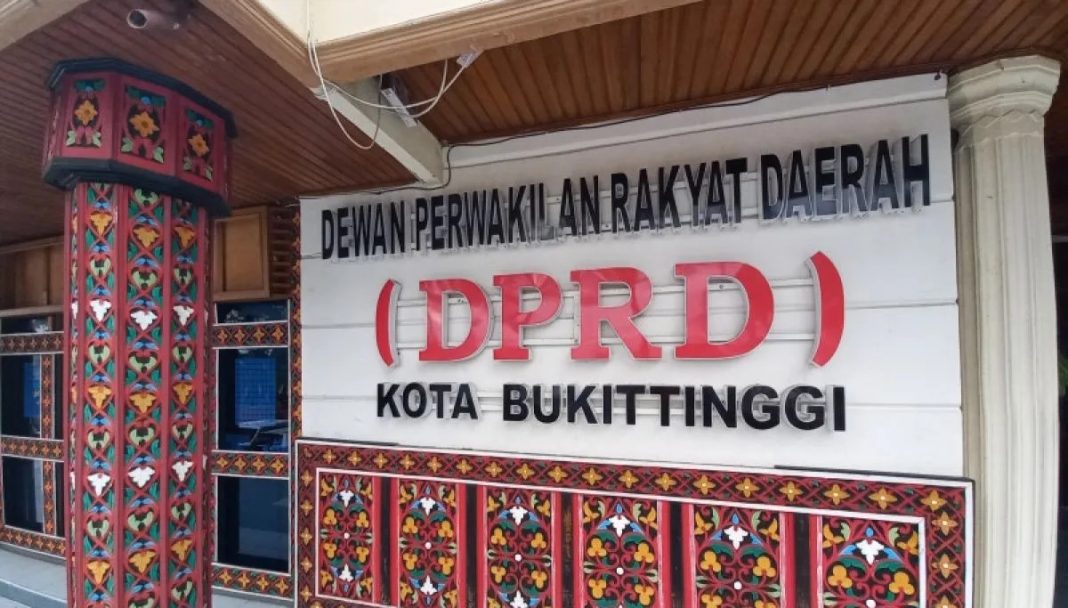 DEWAN PERWAKILAN RAKYAT DAERAH
(DPRD)
KOTA BUKITTINGGI